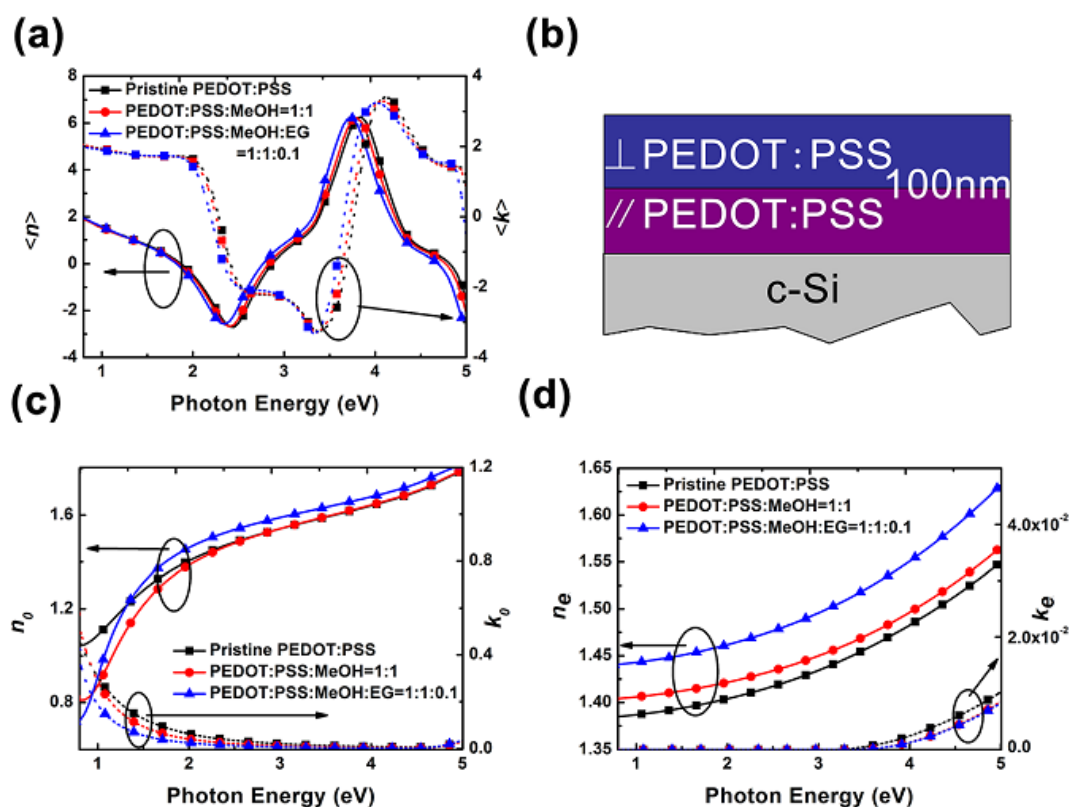 (a)
8
6
4
2
0
-2
-4
<n>
Pristine PEDOT:PSS
PEDOT:PSS:MeOH=1:1
PEDOT:PSS:MeOH:EG
=1:1:0.1
4
3
2
1
0
-1
-2
-3
-4
<k>
1 2 3 4 5
Photon Energy (eV)
(b)
⊥ PEDOT:PSS
100nm
// PEDOT:PSS
c-Si
(c)
1.6
1.2
0.8
n0
Pristine PEDOT:PSS
PEDOT:PSS:MeOH=1:1
PEDOT:PSS:MeOH:EG=1:1:0.1
1.2
0.8
0.4
0.0
k0
1 2 3 4 5
Photon Energy (eV)
(d)
1.65
1.60
1.55
1.50
1.45
1.40
1.35
ne
Pristine PEDOT:PSS
PEDOT:PSS:MeOH=1:1
PEDOT:PSS:MeOH:EG=1:1:0.1
4.0x10-2
2.0x10-2
0.0
ke
1 2 3 4 5
Photon Energy (eV)